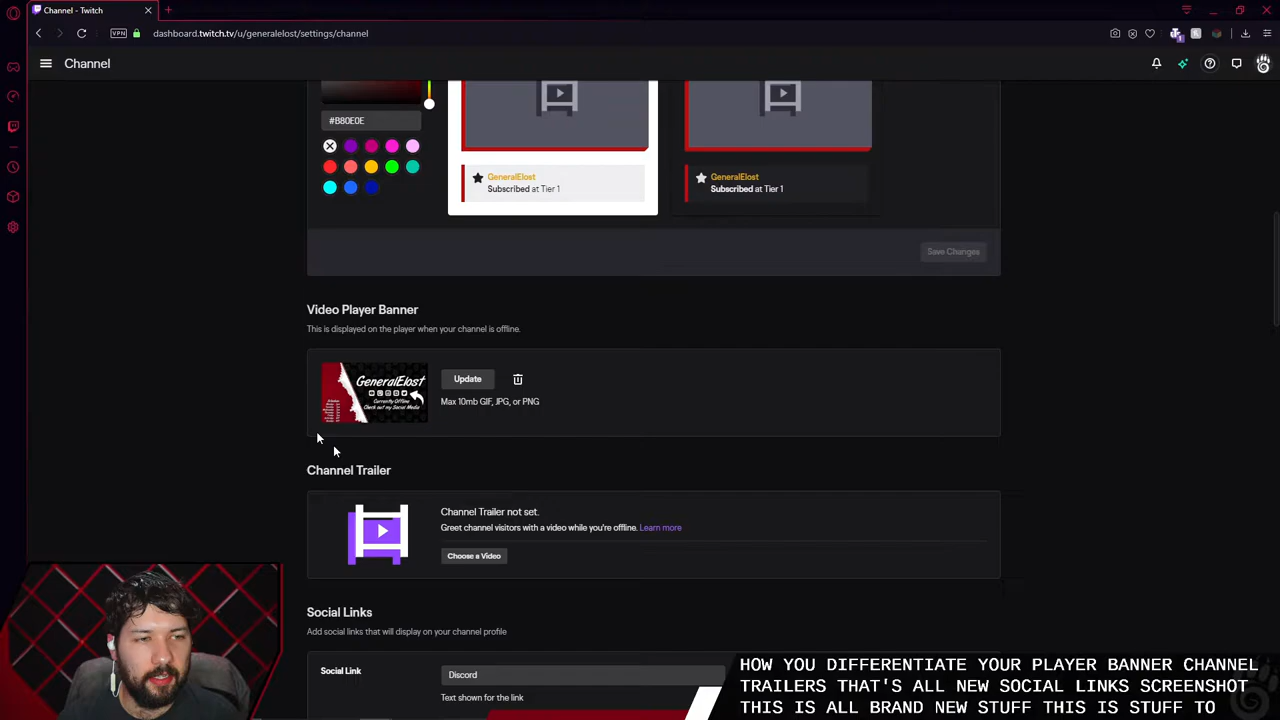 Channel - Twitch
VPN
dashboard.twitch.tv/u/generalelost/settings/channel
1
Channel
#B80E0E
GeneralElost
Subscribed at Tier 1
GeneralElost
Subscribed at Tier 1
Save Changes
Video Player Banner
This is displayed on the player when your channel is offline.
GeneralElost
Currently Offline
Check out my Social Media
Update
Max 10mb GIF, JPG, or PNG
Channel Trailer
Channel Trailer not set.
Greet channel visitors with a video while you're offline. Learn more
Choose a Video
Social Links
Add social links that will display on your channel profile
Social Link
Discord
Text shown for the link
HOW YOU DIFFERENTIATE YOUR PLAYER BANNER CHANNEL
TRAILERS THAT'S ALL NEW SOCIAL LINKS SCREENSHOT
THIS IS ALL BRAND NEW STUFF THIS IS STUFF TO